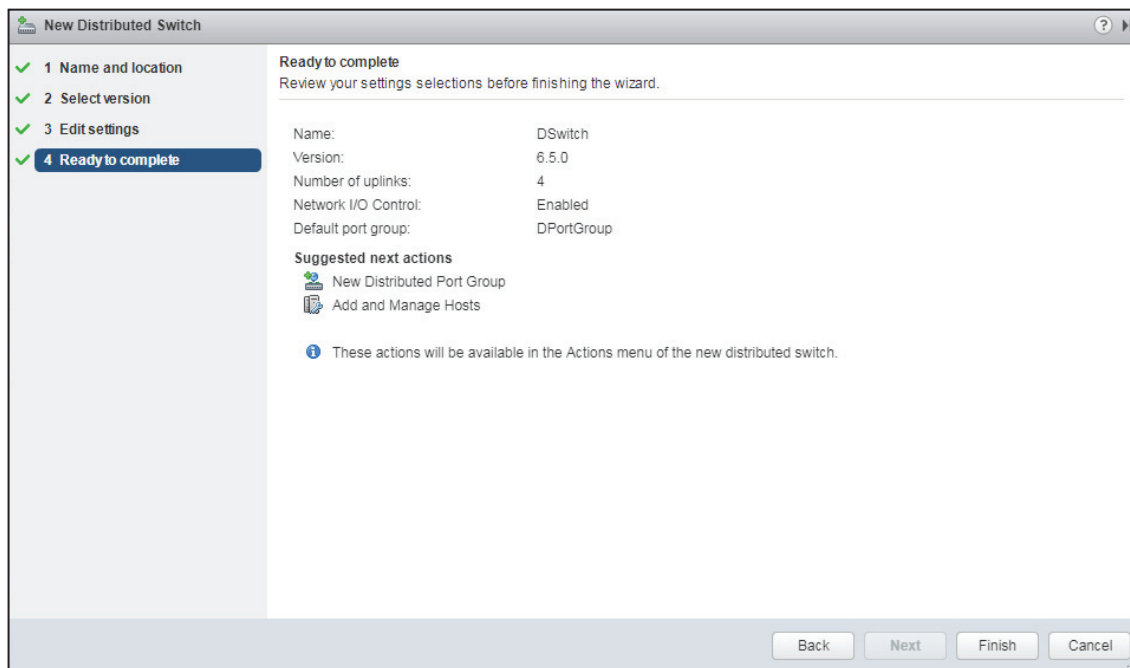 New Distributed Switch
?
1 Name and location
2 Select version
3 Edit settings
4 Ready to complete
Ready to complete
Review your settings selections before finishing the wizard.
Name: DSwitch
Version: 6.5.0
Number of uplinks: 4
Network I/O Control: Enabled
Default port group: DPortGroup
Suggested next actions
New Distributed Port Group
Add and Manage Hosts
These actions will be available in the Actions menu of the new distributed switch.
Back Next Finish Cancel